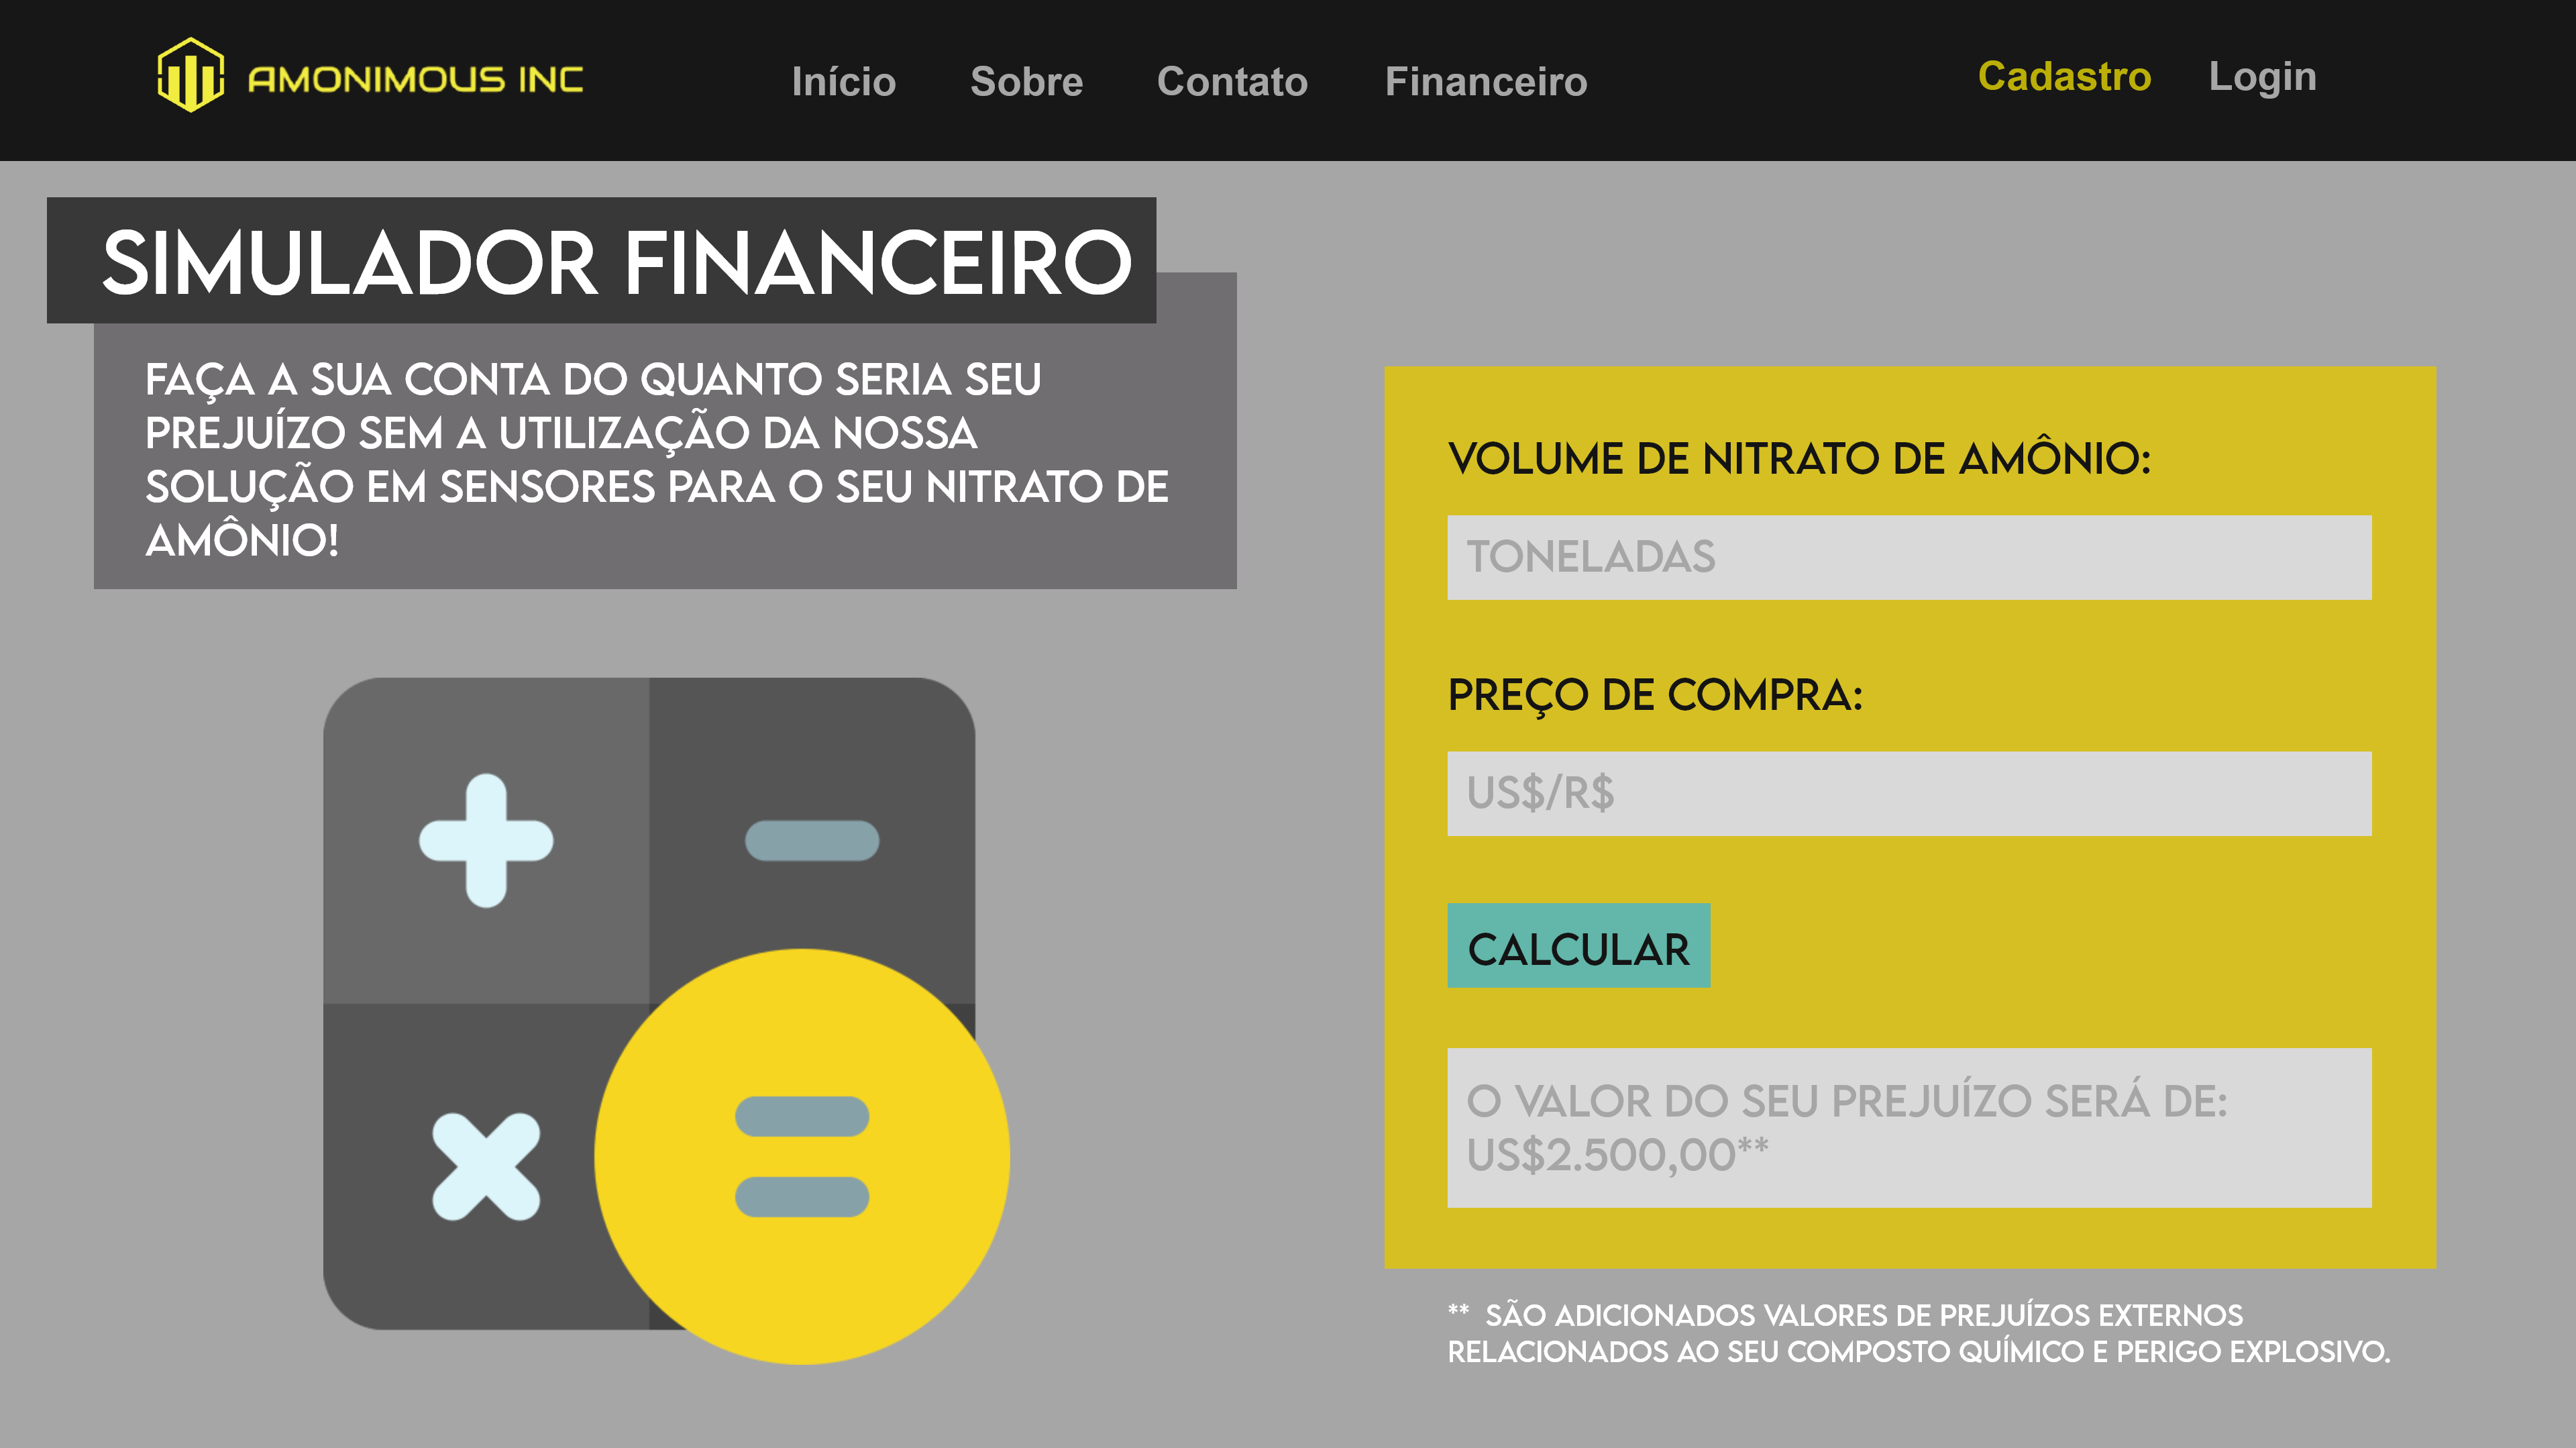 AMONIMOUS INC
Início Sobre Contato Financeiro
Cadastro Login
SIMULADOR FINANCEIRO
FAÇA A SUA CONTA DO QUANTO SERIA SEU
PREJUÍZO SEM A UTILIZAÇÃO DA NOSSA
SOLUÇÃO EM SENSORES PARA O SEU NITRATO DE
AMÔNIO!
VOLUME DE NITRATO DE AMÔNIO:
TONELADAS
PREÇO DE COMPRA:
US$/R$
CALCULAR
O VALOR DO SEU PREJUÍZO SERÁ DE:
US$2.500,00**
** SÃO ADICIONADOS VALORES DE PREJUÍZOS EXTERNOS
RELACIONADOS AO SEU COMPOSTO QUÍMICO E PERIGO EXPLOSIVO.